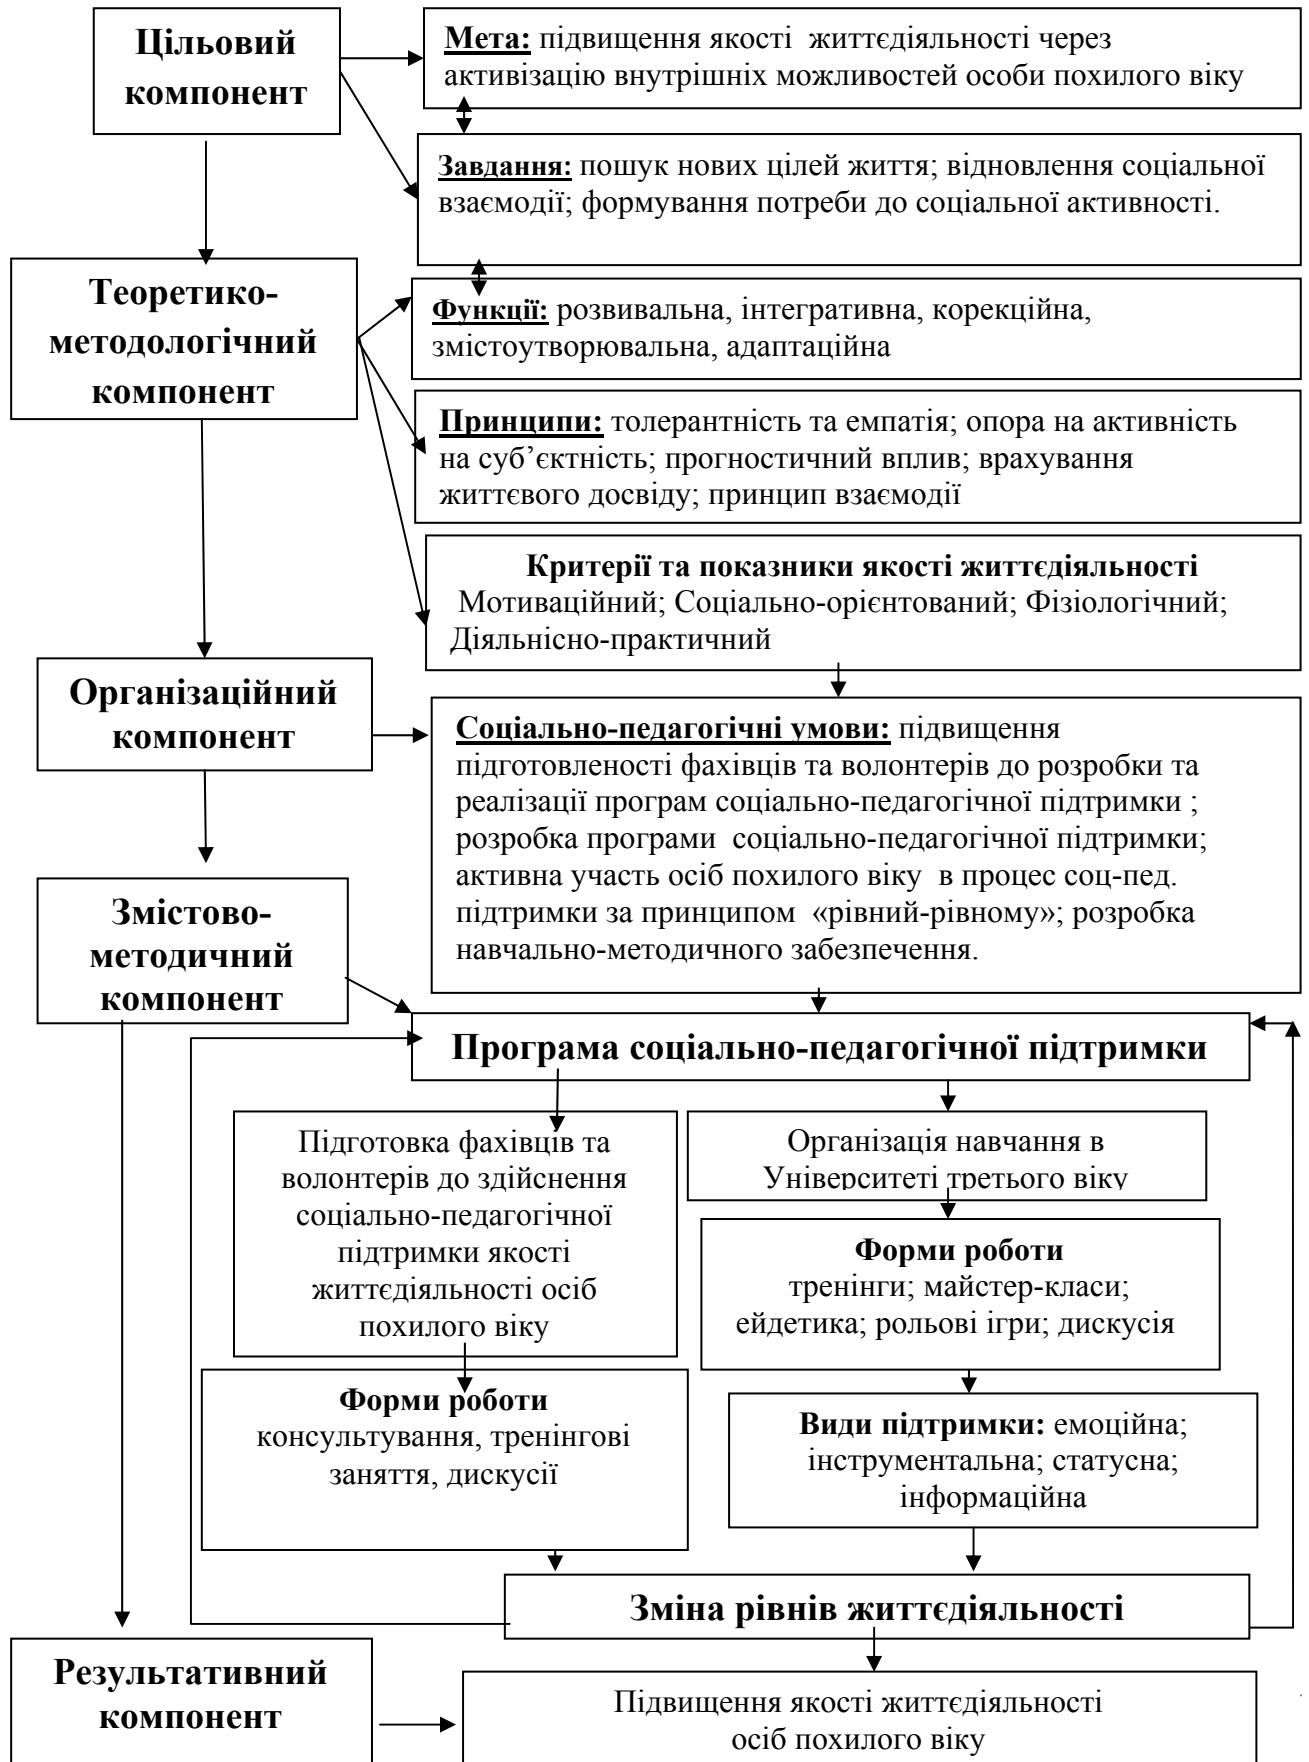 Цільовий
компонент
Мета: підвищення якості  життєдіяльності через
активізацію внутрішніх можливостей особи похилого віку
Завдання: пошук нових цілей життя; відновлення соціальної
взаємодії; формування потреби до соціальної активності.
Теоретико-
методологічний
компонент
Функції: розвивальна, інтегративна, корекційна,
змістоутворювальна, адаптаційна
Принципи: толерантність та емпатія; опора на активність
на суб’єктність; прогностичний вплив; врахування
життєвого досвіду; принцип взаємодії
Критерії та показники якості життєдіяльності
Мотиваційний; Соціально-орієнтований; Фізіологічний;
Діяльнісно-практичний
Організаційний
компонент
Соціально-педагогічні умови: підвищення
підготовленості фахівців та волонтерів до розробки та
реалізації програм соціально-педагогічної підтримки ;
розробка програми  соціально-педагогічної підтримки;
активна участь осіб похилого віку  в процес соц-пед.
підтримки за принципом  «рівний-рівному»; розробка
навчально-методичного забезпечення.
Змістово-
методичний
компонент
Програма соціально-педагогічної підтримки
Підготовка фахівців та
волонтерів до здійснення
соціально-педагогічної
підтримки якості
життєдіяльності осіб
похилого віку
Організація навчання в
Університеті третього віку
Форми роботи
тренінги; майстер-класи;
ейдетика; рольові ігри; дискусія
Форми роботи
консультування, тренінгові
заняття, дискусії
Види підтримки: емоційна;
інструментальна; статусна;
інформаційна
Зміна рівнів життєдіяльності
Результативний
компонент
Підвищення якості життєдіяльності
осіб похилого віку